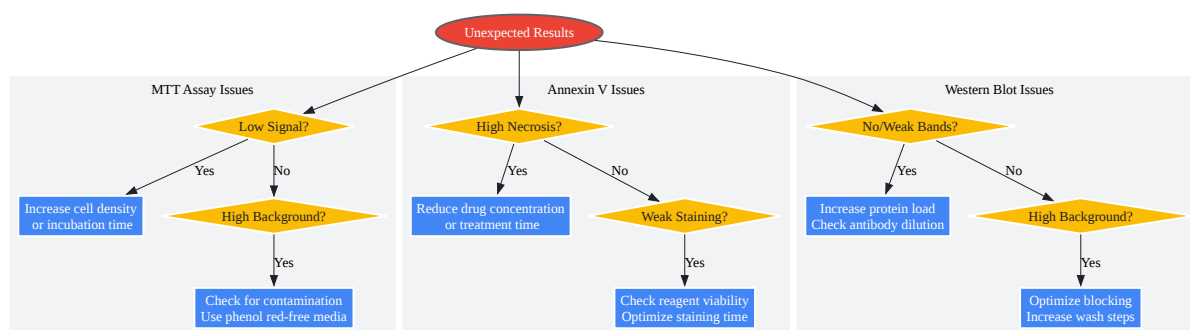 Unexpected Results
MTT Assay Issues
Low Signal?
Yes
No
Increase cell density
or incubation time
High Background?
Yes
Check for contamination
Use phenol red-free media
Annexin V Issues
High Necrosis?
Yes
No
Reduce drug concentration
or treatment time
Weak Staining?
Yes
Check reagent viability
Optimize staining time
Western Blot Issues
No/Weak Bands?
Yes
No
Increase protein load
Check antibody dilution
High Background?
Yes
Optimize blocking
Increase wash steps